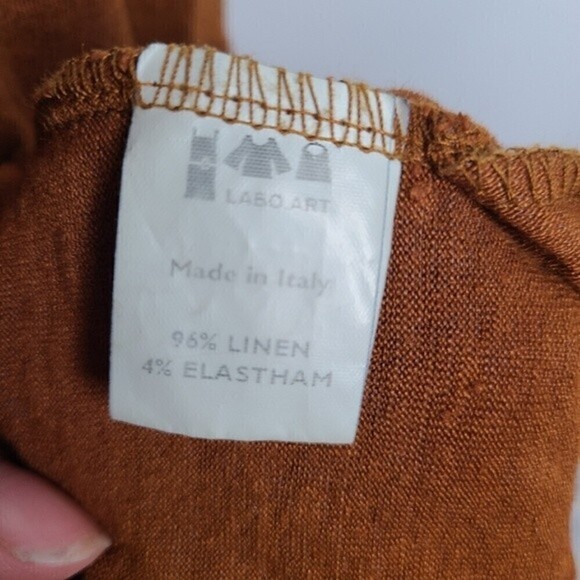 LABO.ART
Made in Italy
96% LINEN
4% ELASTHAM